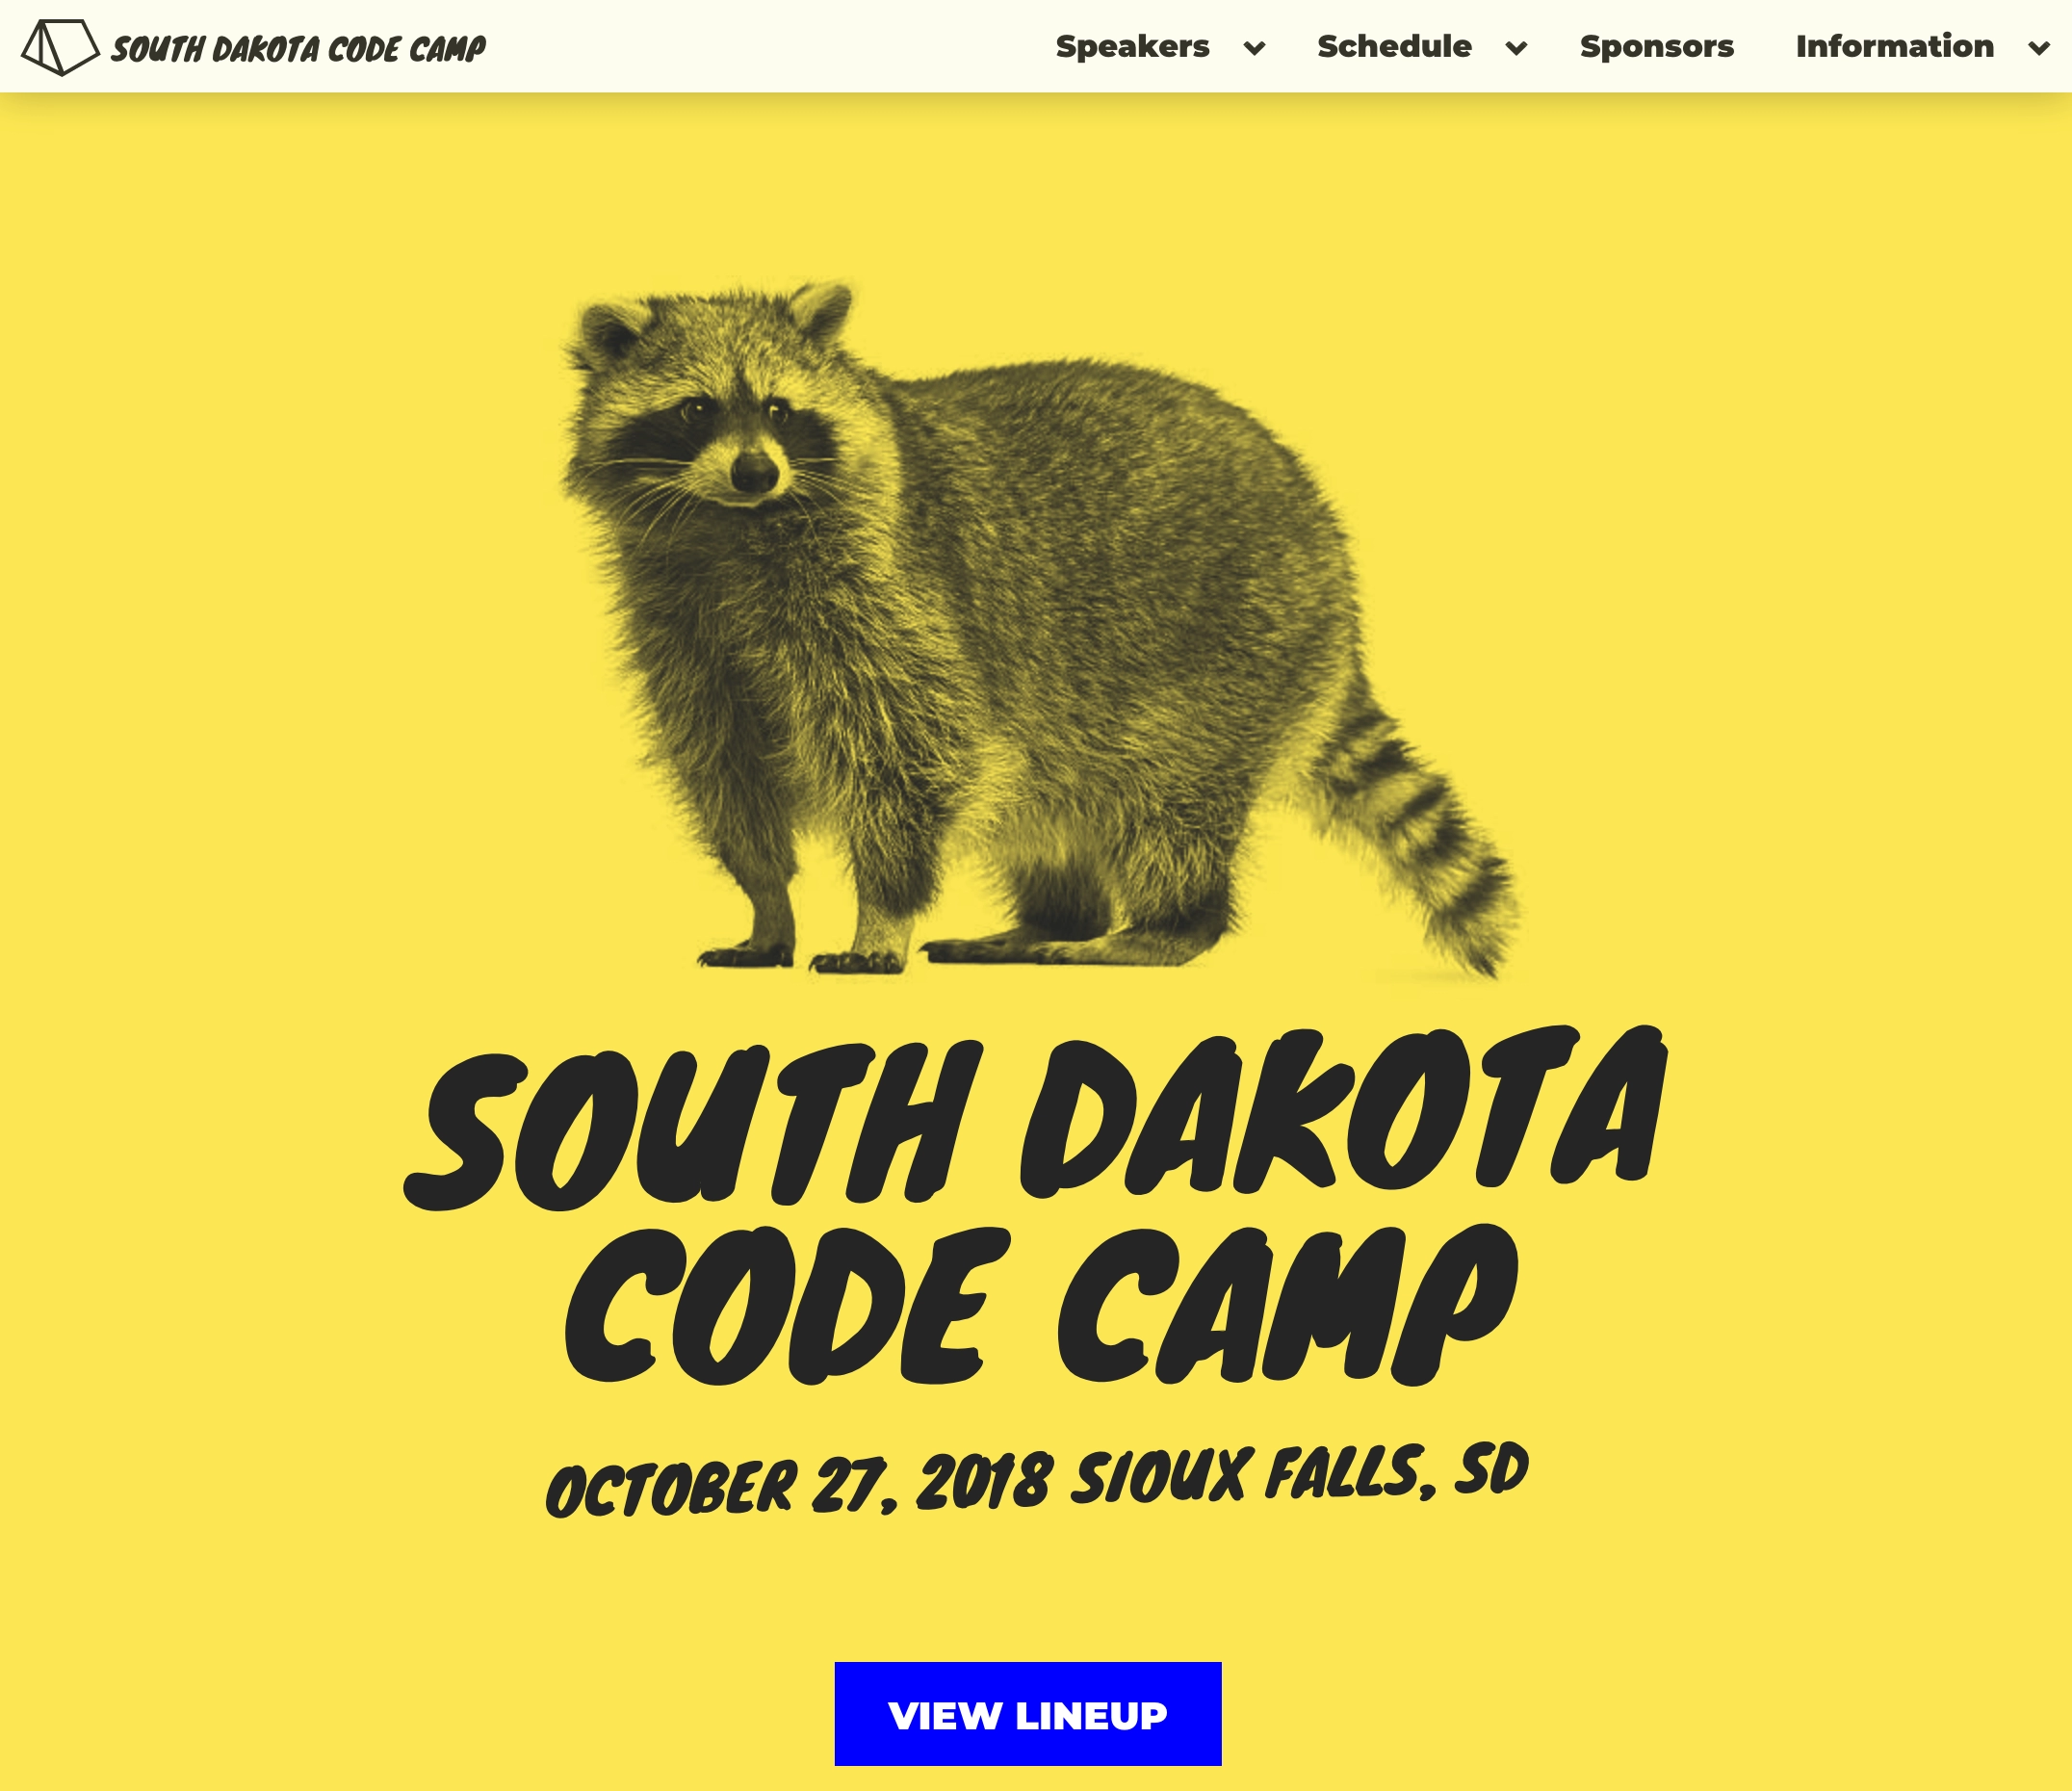 SOUTH DAKOTA CODE CAMP
Speakers
Schedule
Sponsors
Information
SOUTH DAKOTA
CODE CAMP
OCTOBER 27, 2018 SIOUX FALLS, SD
VIEW LINEUP